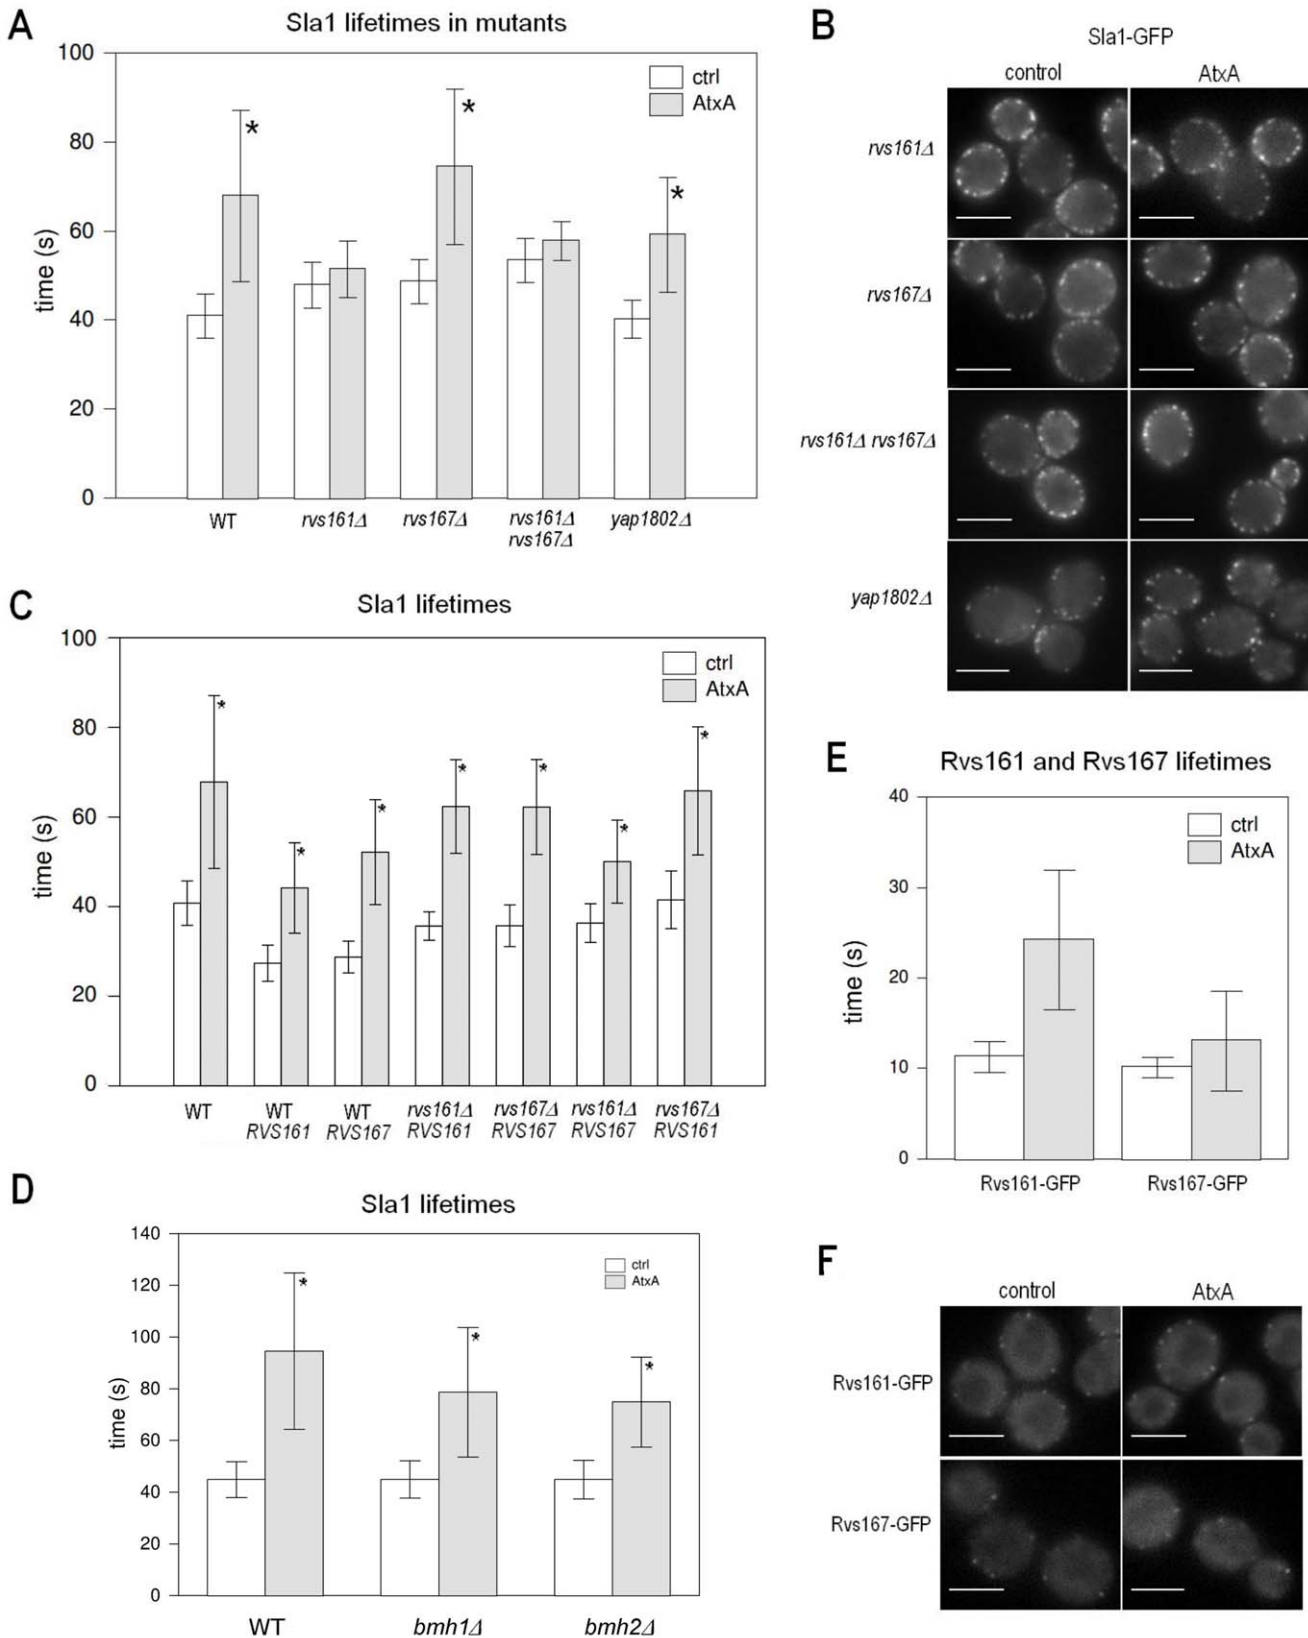 A
Sla1 lifetimes in mutants
100
80
60
40
20
0
time (s)
ctrl
AtxA
*
*
*
WT
rvs161Δ
rvs167Δ
rvs161Δ
rvs167Δ
yap1802Δ
B
Sla1-GFP
control
AtxA
rvs161Δ
rvs167Δ
rvs161Δ rvs167Δ
yap1802Δ
C
Sla1 lifetimes
100
80
60
40
20
0
time (s)
ctrl
AtxA
*
*
*
*
*
*
*
WT
WT
RVS161
WT
RVS167
rvs161Δ
RVS161
rvs167Δ
RVS167
rvs161Δ
RVS167
rvs167Δ
RVS161
D
Sla1 lifetimes
140
120
100
80
60
40
20
0
time (s)
ctrl
AtxA
*
*
*
WT
bmh1Δ
bmh2Δ
E
Rvs161 and Rvs167 lifetimes
40
30
20
10
0
time (s)
ctrl
AtxA
Rvs161-GFP
Rvs167-GFP
F
control
AtxA
Rvs161-GFP
Rvs167-GFP